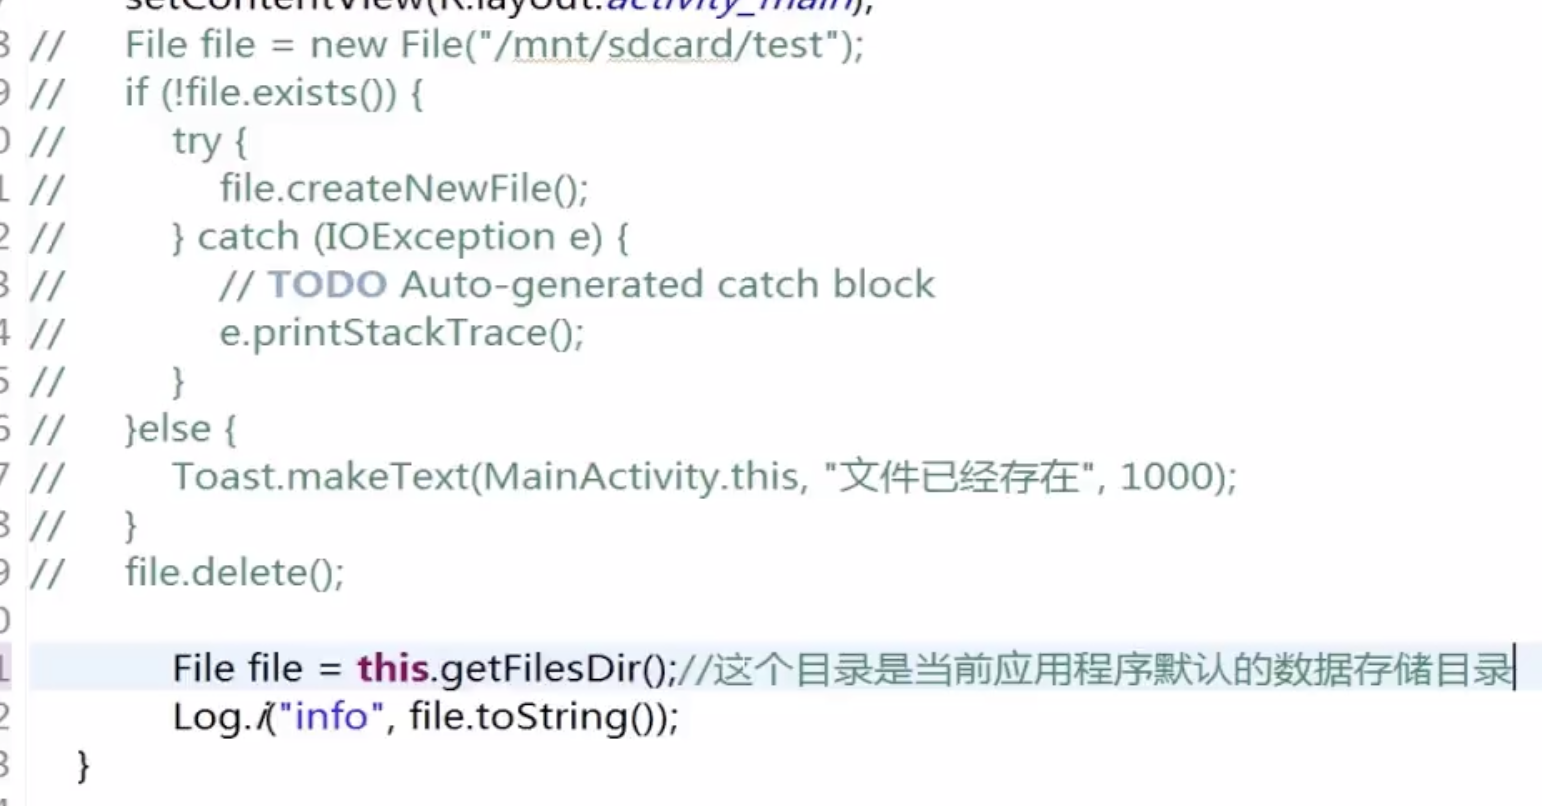 setContentView(R.layout.activity_main);
8 // File file = new File("/mnt/sdcard/test");
9 // if (!file.exists()) {
0 // try {
1 // file.createNewFile();
2 // } catch (IOException e) {
3 // // TODO Auto-generated catch block
4 // e.printStackTrace();
5 // }
6 // }else {
7 // Toast.makeText(MainActivity.this, "文件已经存在", 1000);
8 // }
9 // file.delete();
0
1 File file = this.getFilesDir();//这个目录是当前应用程序默认的数据存储目录
2 Log.i("info", file.toString());
3 }